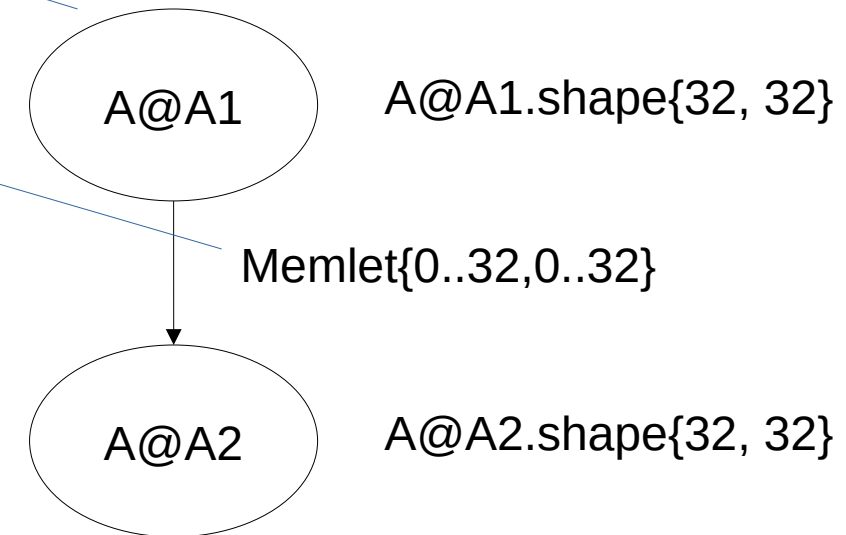 A@A1
A@A1.shape{32, 32}
Memlet{0..32,0..32}
A@A2
A@A2.shape{32, 32}